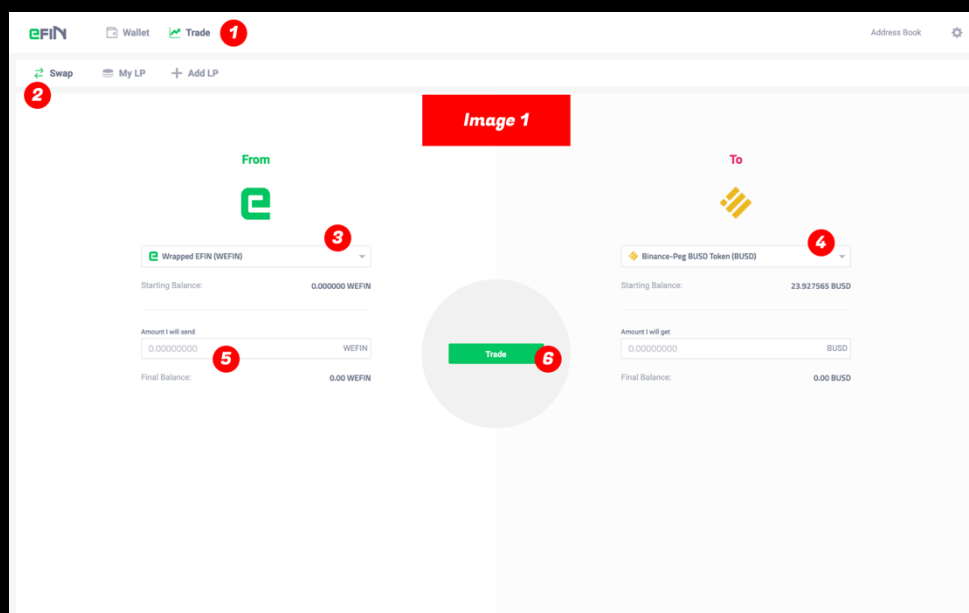 eFIN Wallet Trade 1 Address Book
Swap My LP Add LP
2
Image 1
From To
3 4
Wrapped EFIN (WEFIN) Binance-Peg BUSD Token (BUSD)
Starting Balance: 0.000000 WEFIN Starting Balance: 23.927565 BUSD
Amount I will send Amount I will get
0.00000000 WEFIN 0.00000000 BUSD
5 Trade 6
Final Balance: 0.00 WEFIN Final Balance: 0.00 BUSD